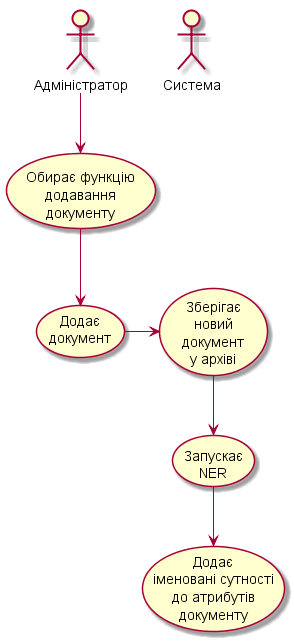 Адміністратор
Система
Обирає функцію
додавання
документу
Додає
документ
Зберігає
новий
документ
у архіві
Запускає
NER
Додає
іменовані сутності
до атрибутів
документу